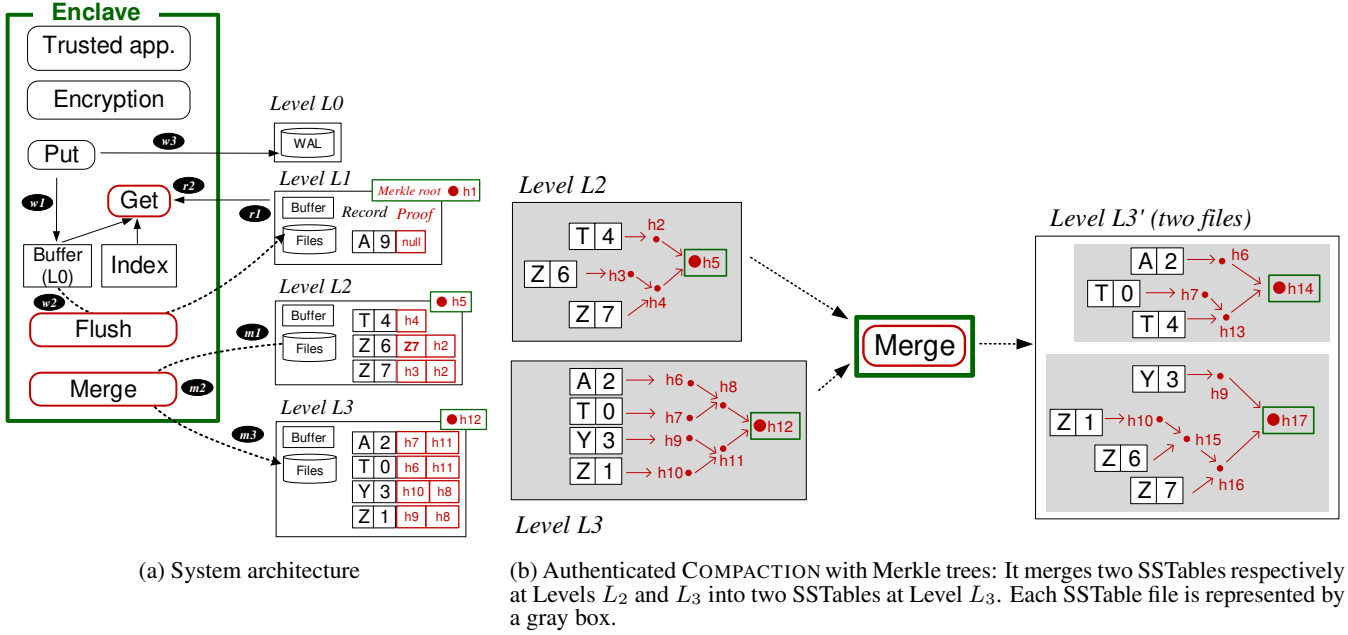 Enclave
Trusted app.
Encryption
Put
w3
w1
Get
r2
r1
Buffer
(L0)
Index
w2
Flush
m1
Merge
m2
m3
Level L0
WAL
Level L1
Merkle root h1
Buffer
Record Proof
Files
A 9 null
Level L2
h5
Buffer
Files
T 4 h4
Z 6 Z7 h2
Z 7 h3 h2
Level L3
h12
Buffer
Files
A 2 h7 h11
T 0 h6 h11
Y 3 h10 h8
Z 1 h9 h8
(a) System architecture
Level L2
T 4
h2
Z 6
h3
h5
h4
Z 7
A 2
h6
h8
T 0
h7
h12
Y 3
h9
h11
Z 1
h10
Level L3
Merge
Level L3' (two files)
A 2
h6
T 0
h7
h14
T 4
h13
Y 3
h9
Z 1
h10
h17
h15
Z 6
h16
Z 7
(b) Authenticated COMPACTION with Merkle trees: It merges two SSTables respectively
at Levels L2 and L3 into two SSTables at Level L3. Each SSTable file is represented by
a gray box.